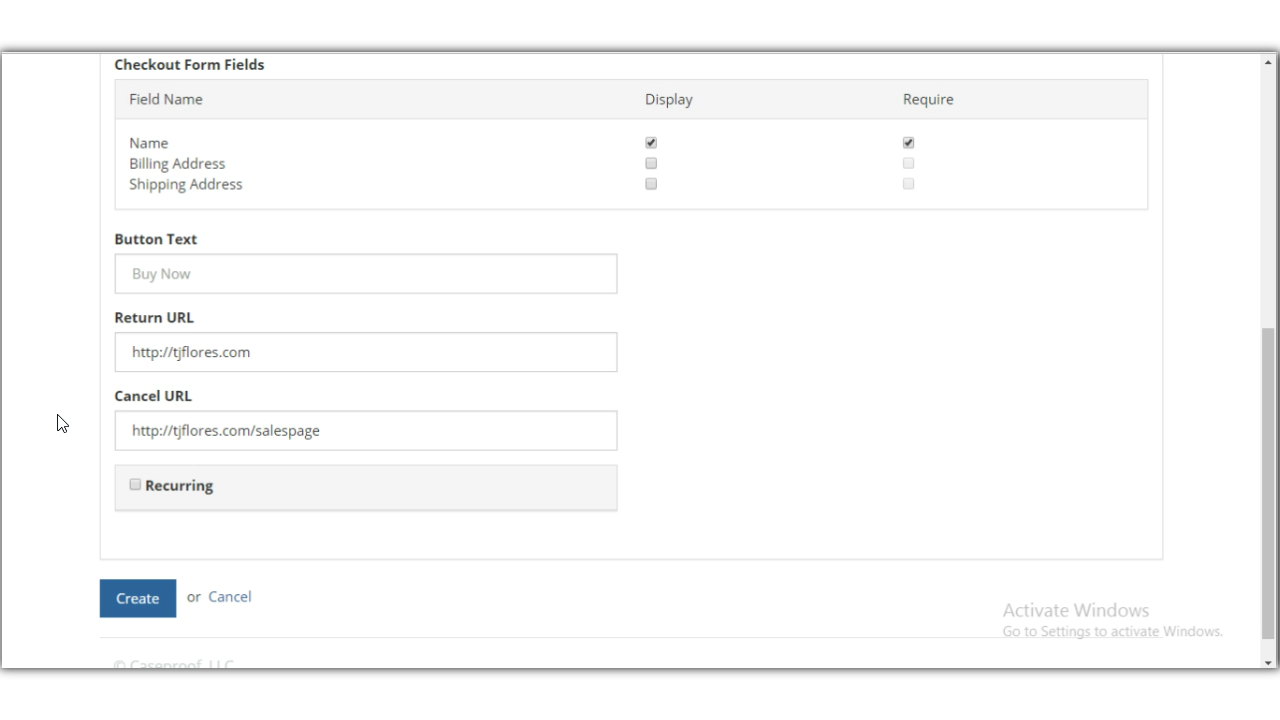 Checkout Form Fields
Field Name Display Require
Name
Billing Address
Shipping Address
Button Text
Buy Now
Return URL
http://tjflores.com
Cancel URL
http://tjflores.com/salespage
Recurring
Create or Cancel
Activate Windows
Go to Settings to activate Windows.
© Caseproof, LLC